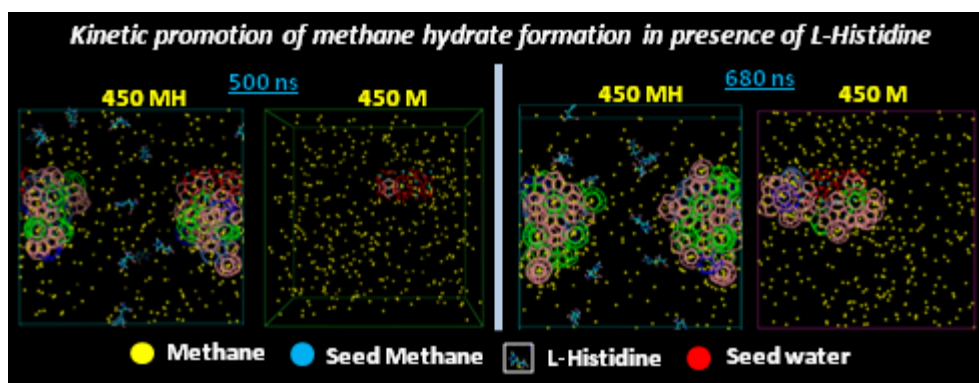 Kinetic promotion of methane hydrate formation in presence of L-Histidine
500 ns
450 MH 450 M
680 ns
450 MH 450 M
Methane Seed Methane L-Histidine Seed water